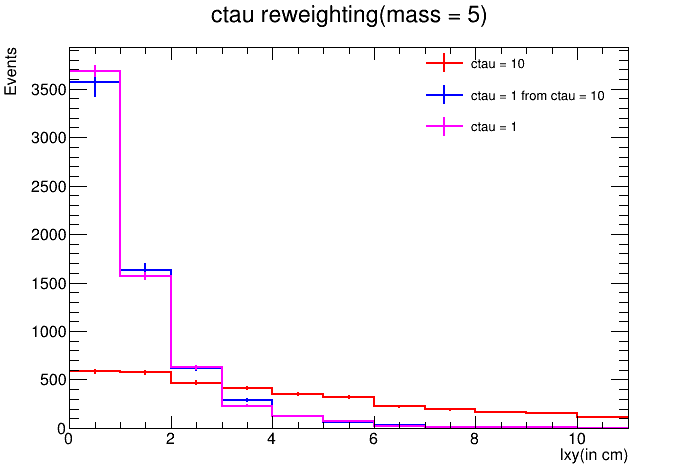 ctau reweighting(mass = 5)
Events
ctau = 10
ctau = 1 from ctau = 10
ctau = 1
3500
3000
2500
2000
1500
1000
500
0
0 2 4 6 8 10
lxy(in cm)